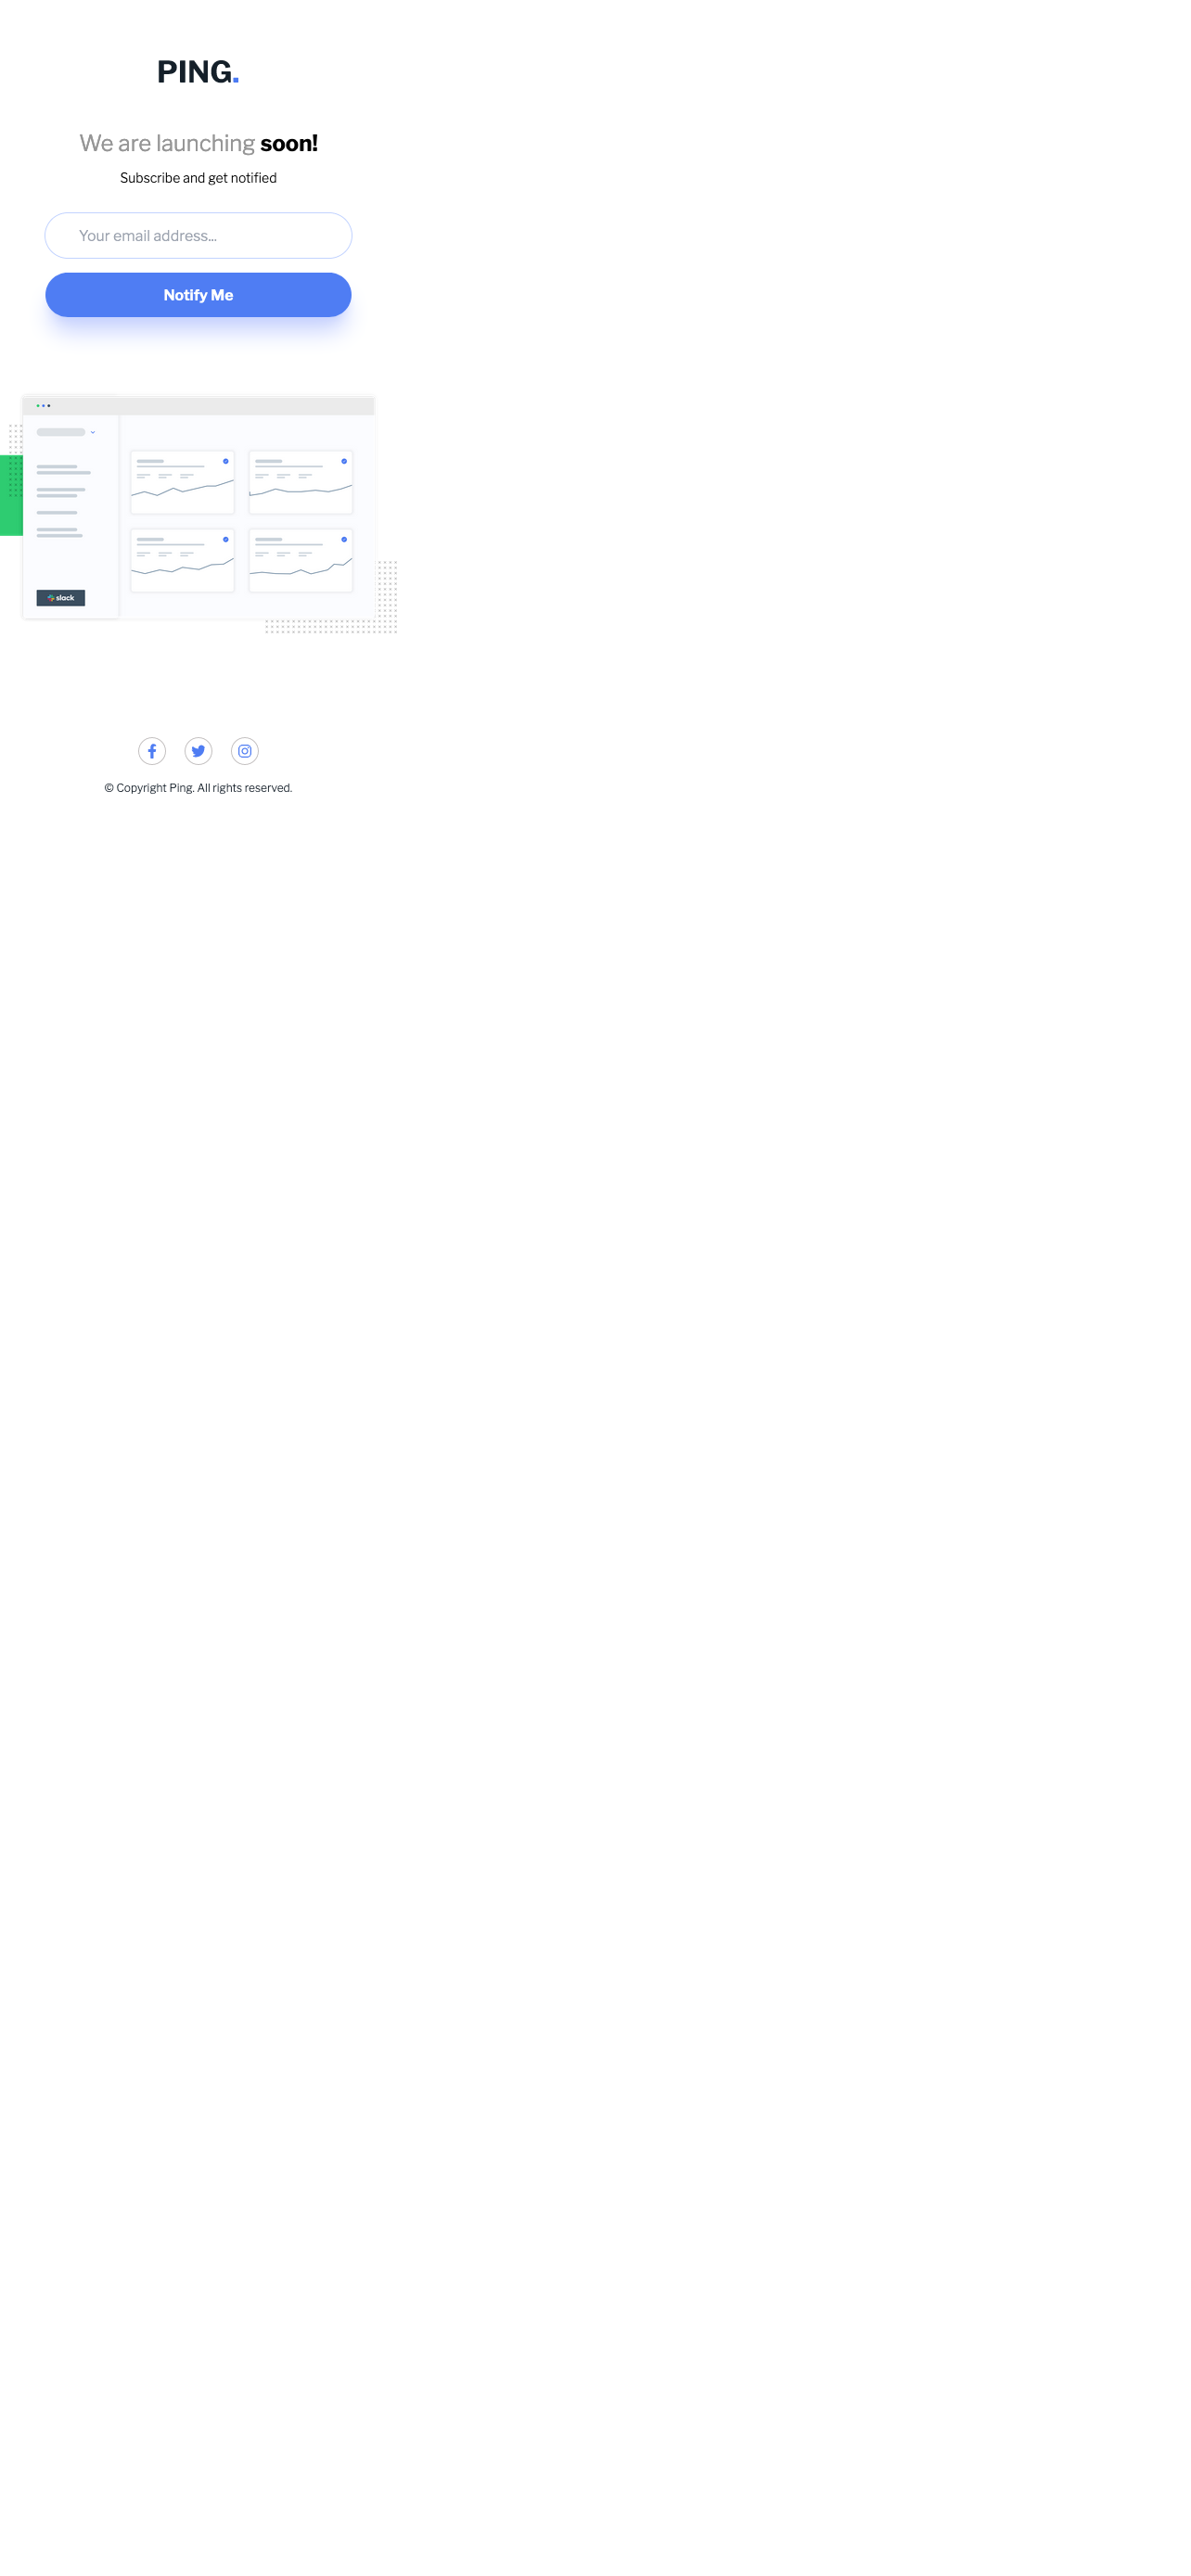 PING.
We are launching soon!
Subscribe and get notified
Your email address...
Notify Me
slack
© Copyright Ping. All rights reserved.